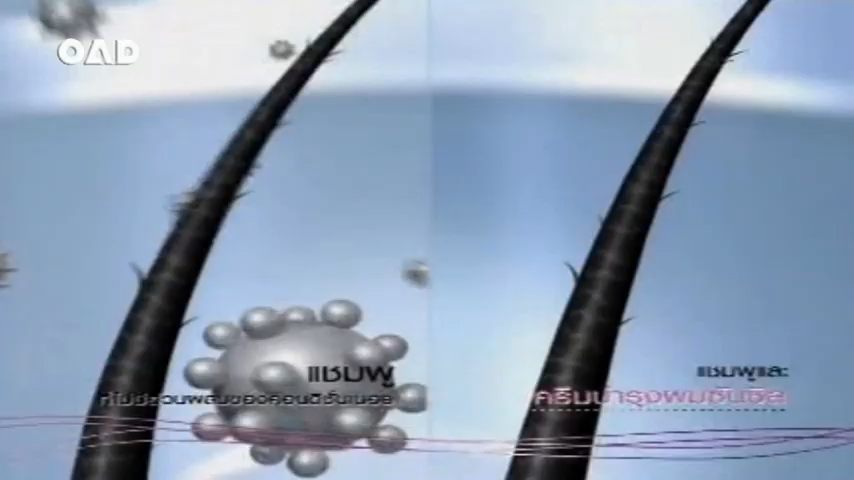 OAD
แชมพู
ที่มีส่วนผสมของคอนดิชันเนอร์
แชมพูและ
ครีมบำรุงผมซันซิล